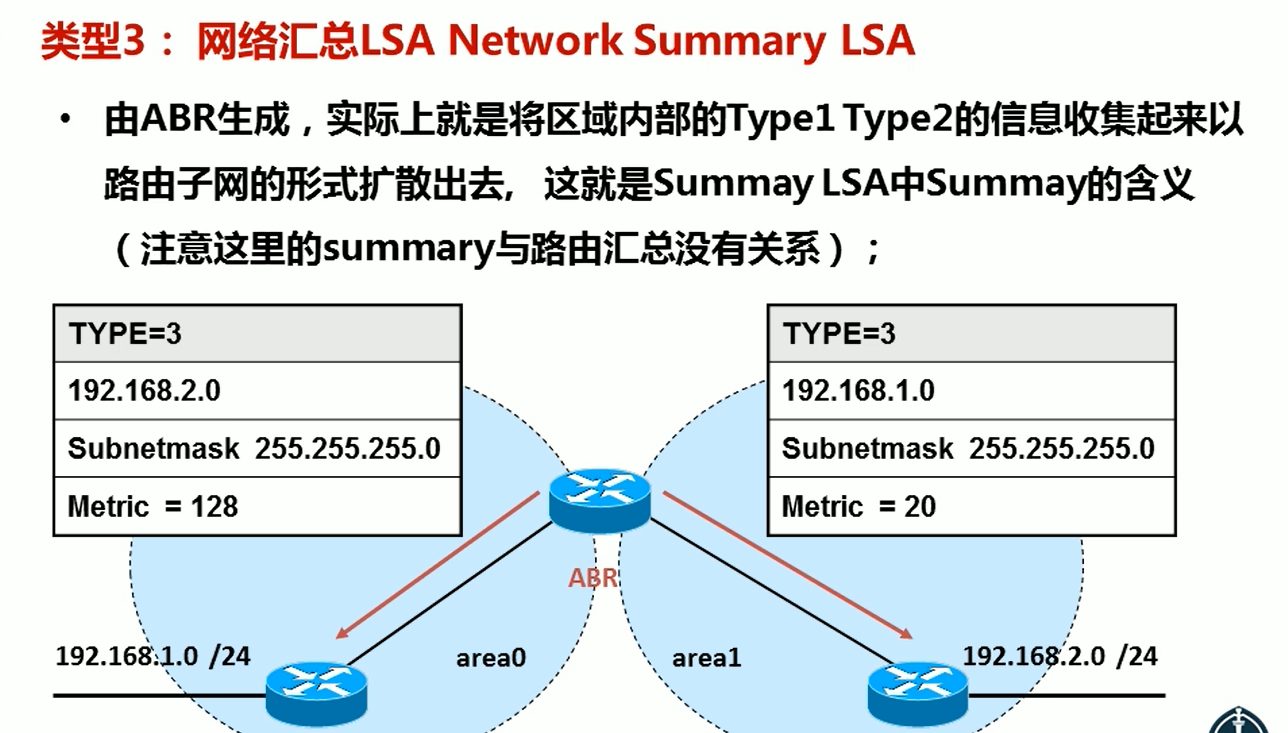 类型3： 网络汇总LSA Network Summary LSA
• 由ABR生成，实际上就是将区域内部的Type1 Type2的信息收集起来以
路由子网的形式扩散出去, 这就是Summay LSA中Summay的含义
（注意这里的summary与路由汇总没有关系）；
TYPE=3
192.168.2.0
Subnetmask 255.255.255.0
Metric = 128
TYPE=3
192.168.1.0
Subnetmask 255.255.255.0
Metric = 20
ABR
192.168.1.0 /24
area0
area1
192.168.2.0 /24